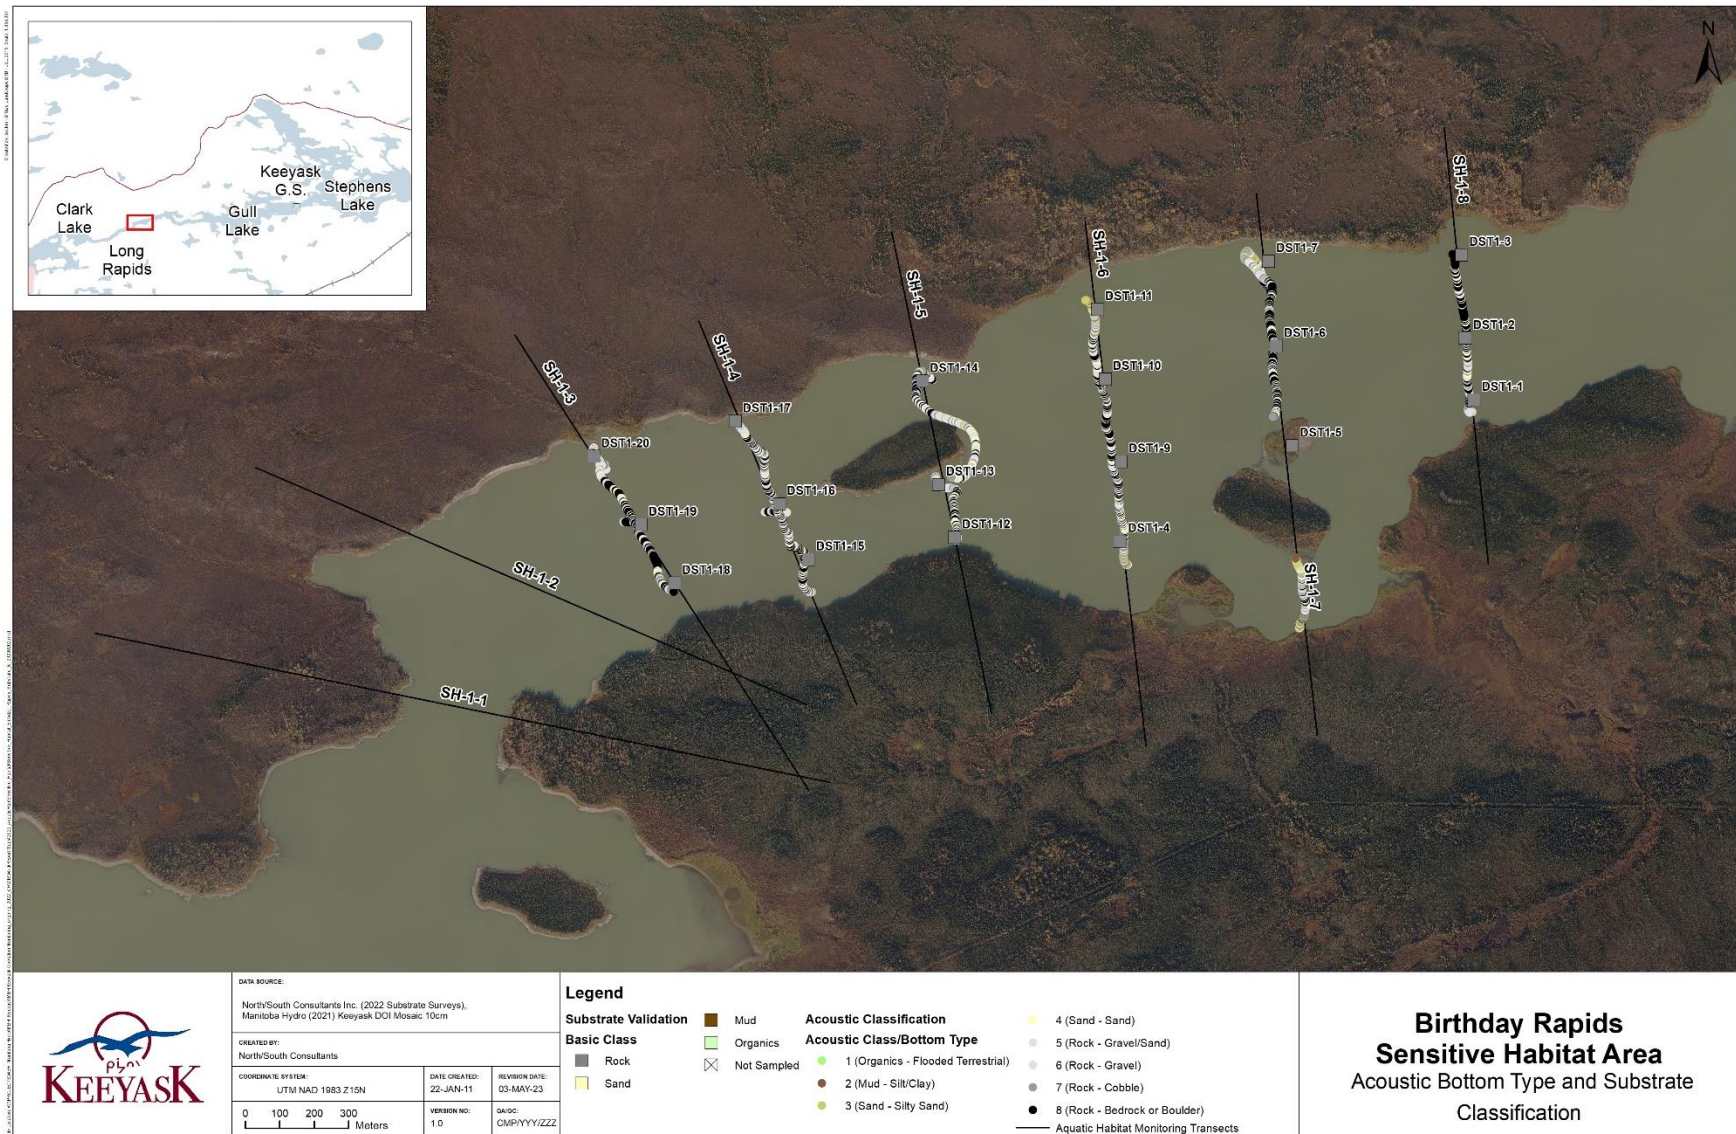 Clark
Lake
Long
Rapids
Gull
Lake
Keeyask
G.S.
Stephens
Lake
N
SH-1-8
DST1-3
SH-1-6
DST1-7
SH-1-5
DST1-11
DST1-2
SH-1-4
DST1-6
SH-1-3
DST1-14
DST1-10
DST1-1
DST1-17
DST1-20
DST1-5
DST1-9
DST1-13
DST1-16
DST1-19
DST1-12
DST1-4
DST1-15
SH-1-2
DST1-18
SH-1-7
SH-1-1
ᑭᔭᐢᐠ
KEEYASK
DATA SOURCE:
North/South Consultants Inc. (2022 Substrate Surveys),
Manitoba Hydro (2021) Keeyask DOI Mosaic 10cm
CREATED BY:
North/South Consultants
COORDINATE SYSTEM:
UTM NAD 1983 Z15N
DATE CREATED:
22-JAN-11
REVISION DATE:
03-MAY-23
0 100 200 300
Meters
VERSION NO:
1.0
QA/QC:
CMP/YYY/ZZZ
Legend
Substrate Validation
Basic Class
Rock
Sand
Mud
Organics
Not Sampled
Acoustic Classification
Acoustic Class/Bottom Type
1 (Organics - Flooded Terrestrial)
2 (Mud - Silt/Clay)
3 (Sand - Silty Sand)
4 (Sand - Sand)
5 (Rock - Gravel/Sand)
6 (Rock - Gravel)
7 (Rock - Cobble)
8 (Rock - Bedrock or Boulder)
Aquatic Habitat Monitoring Transects
Birthday Rapids
Sensitive Habitat Area
Acoustic Bottom Type and Substrate
Classification